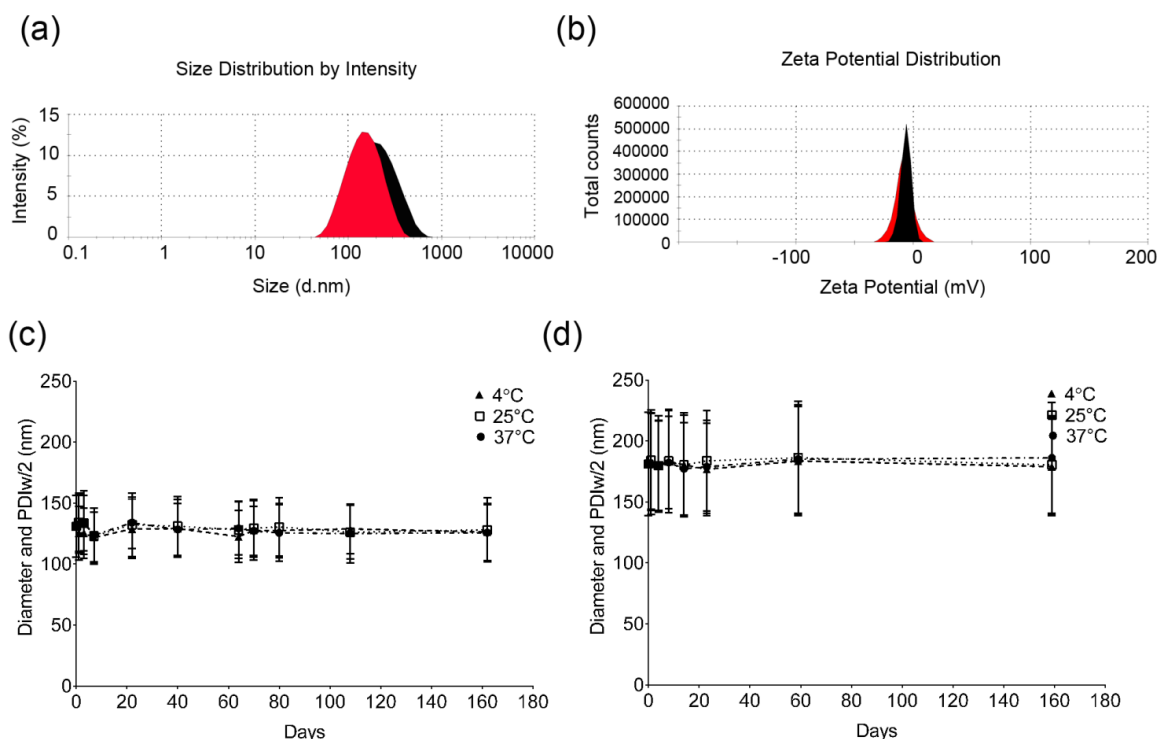 (a)
Size Distribution by Intensity
Intensity (%)
15
10
5
0
0.1 1 10 100 1000 10000
Size (d.nm)
(b)
Zeta Potential Distribution
Total counts
600000
500000
400000
300000
200000
100000
0
-100 0 100 200
Zeta Potential (mV)
(c)
Diameter and PDIw/2 (nm)
250
200
150
100
50
0
4°C
25°C
37°C
0 20 40 60 80 100 120 140 160 180
Days
(d)
Diameter and PDIw/2 (nm)
250
200
150
100
50
0
4°C
25°C
37°C
0 20 40 60 80 100 120 140 160 180
Days